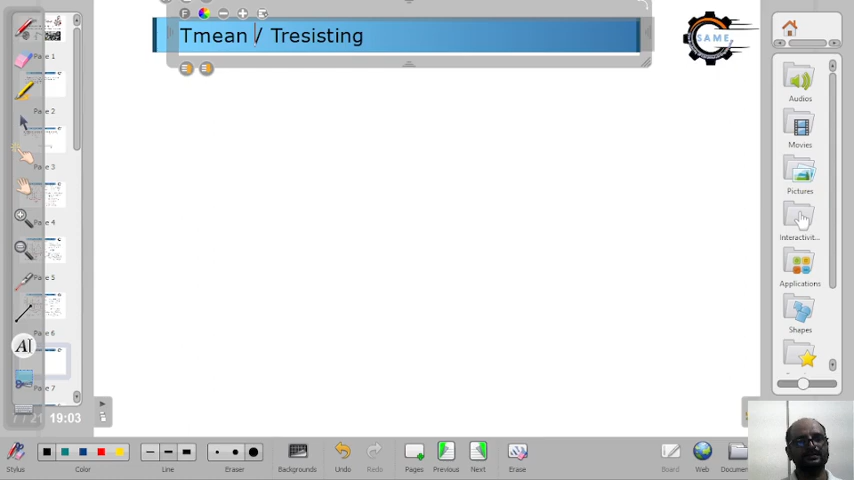 Tmean / Tresisting
SAME
Page 1
Page 2
Page 3
Page 4
Page 5
Page 6
Page 7
7 / 21 19:03
Audios
Movies
Pictures
Interactivit...
Applications
Shapes
Stylus
Color
Line
Eraser
Backgrounds
Undo
Redo
Pages
Previous
Next
Erase
Board
Web
Documen